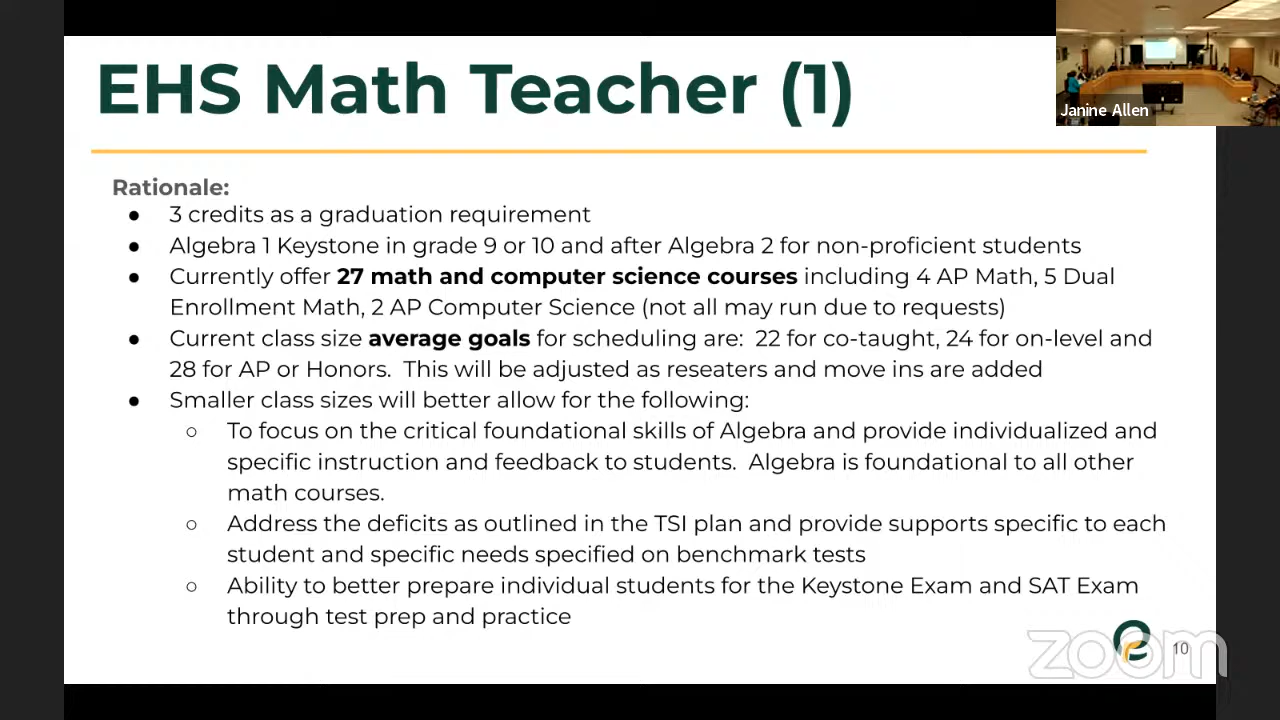 EHS Math Teacher (1)
Janine Allen
Rationale:
● 3 credits as a graduation requirement
● Algebra 1 Keystone in grade 9 or 10 and after Algebra 2 for non-proficient students
● Currently offer 27 math and computer science courses including 4 AP Math, 5 Dual
Enrollment Math, 2 AP Computer Science (not all may run due to requests)
● Current class size average goals for scheduling are: 22 for co-taught, 24 for on-level and
28 for AP or Honors. This will be adjusted as reseaters and move ins are added
● Smaller class sizes will better allow for the following:
○ To focus on the critical foundational skills of Algebra and provide individualized and
specific instruction and feedback to students. Algebra is foundational to all other
math courses.
○ Address the deficits as outlined in the TSI plan and provide supports specific to each
student and specific needs specified on benchmark tests
○ Ability to better prepare individual students for the Keystone Exam and SAT Exam
through test prep and practice
zoom
10